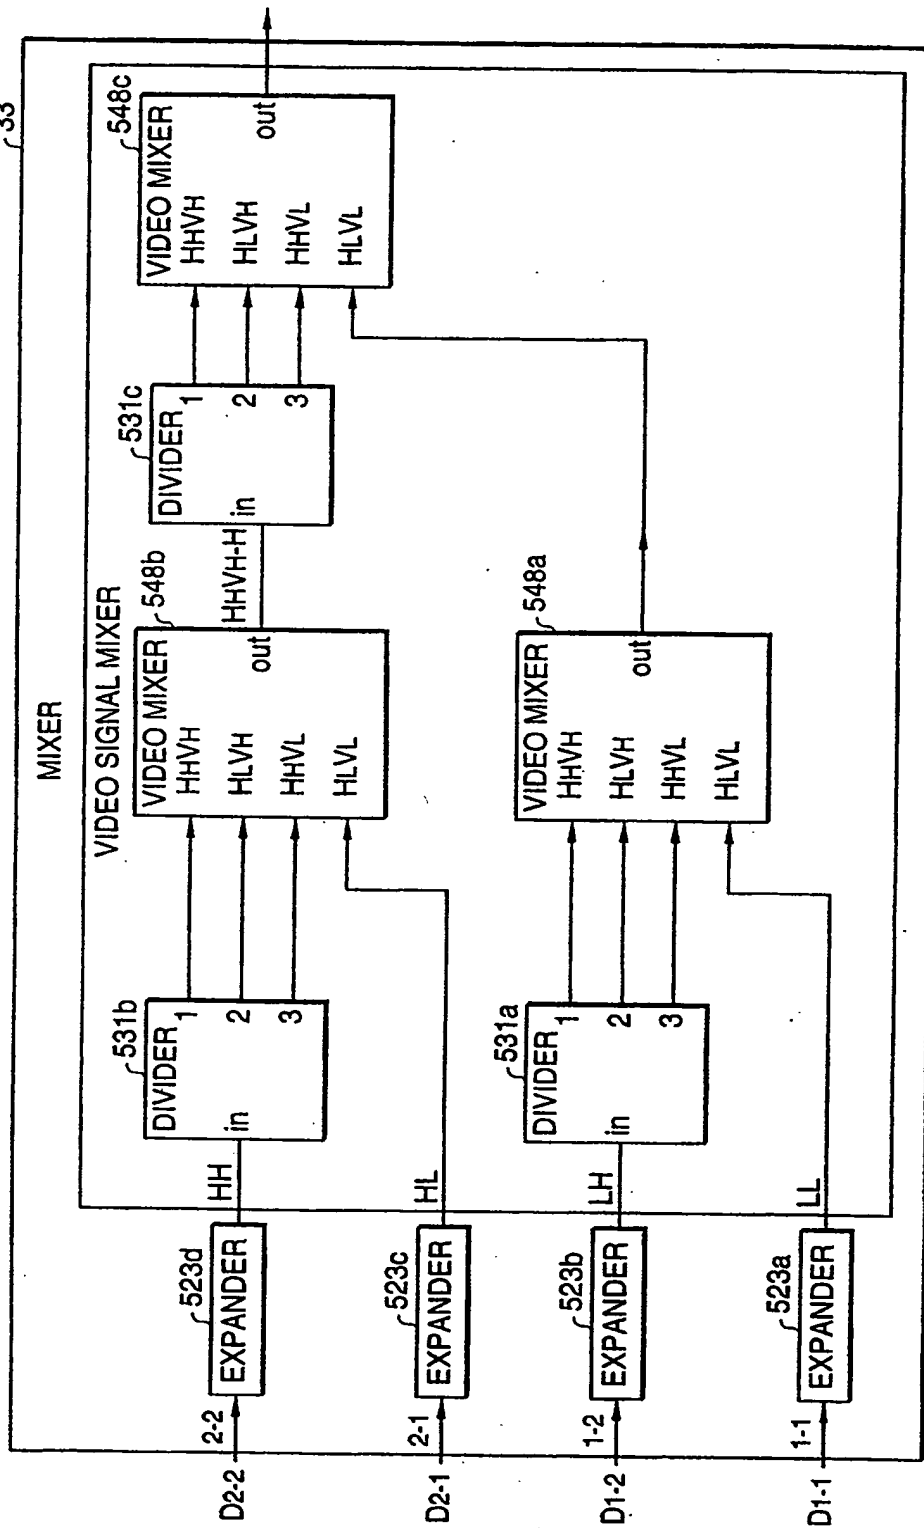 33
MIXER
VIDEO SIGNAL MIXER
D2-2
2-2
EXPANDER
523d
HH
DIVIDER
531b
in
1
2
3
VIDEO MIXER
548b
HHVH
HLVH
HHVL
HLVL
out
HHVH-H
DIVIDER
531c
in
1
2
3
VIDEO MIXER
548c
HHVH
HLVH
HHVL
HLVL
out
D2-1
2-1
EXPANDER
523c
HL
D1-2
1-2
EXPANDER
523b
LH
DIVIDER
531a
in
1
2
3
VIDEO MIXER
548a
HHVH
HLVH
HHVL
HLVL
out
D1-1
1-1
EXPANDER
523a
LL